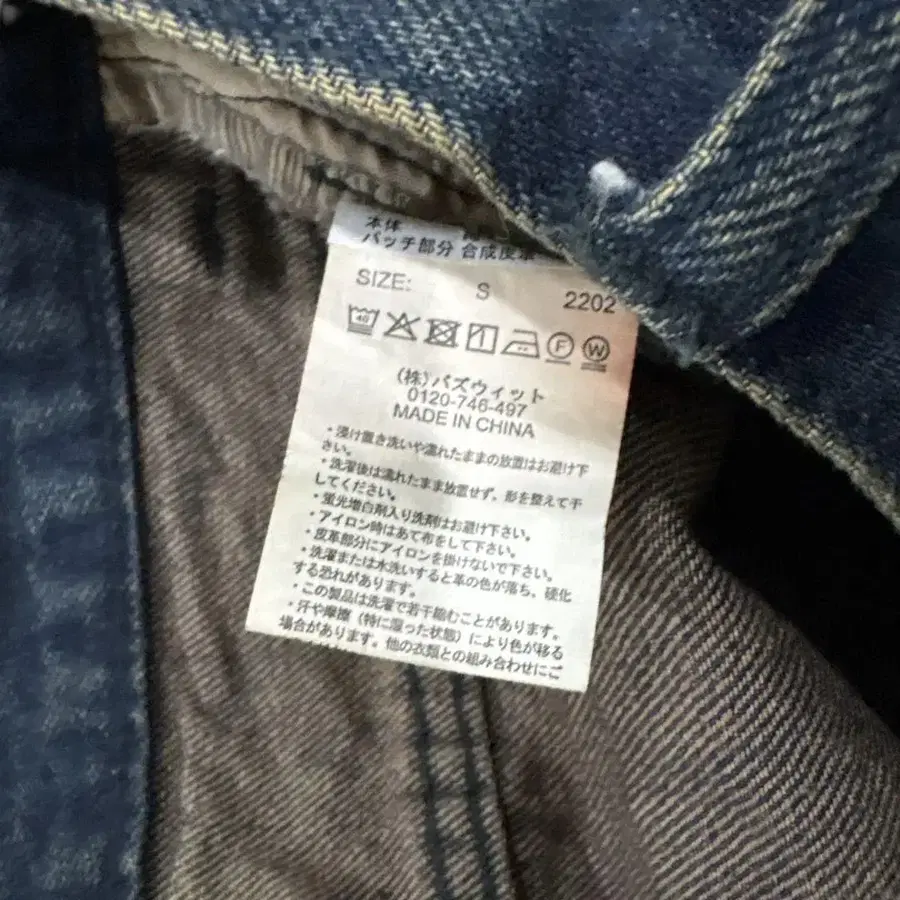 本体
パッチ部分 合成皮革
SIZE: S 2202
40 F W
(株)バズウィット
0120-746-497
MADE IN CHINA
・浸け置き洗いや濡れたままの放置はお避け下
さい。
・洗濯後は濡れたまま放置せず、形を整えて干
してください。
・蛍光増白剤入り洗剤はお避け下さい。
・アイロン時はあて布をして下さい。
・皮革部分にアイロンを掛けないで下さい。
・洗濯または水洗いすると革の色が落ち、硬化
する恐れがあります。
・この製品は洗濯で若干縮むことがあります。
・汗や摩擦（特に湿った状態）により色が移る
場合があります。他の衣類との組み合わせにご